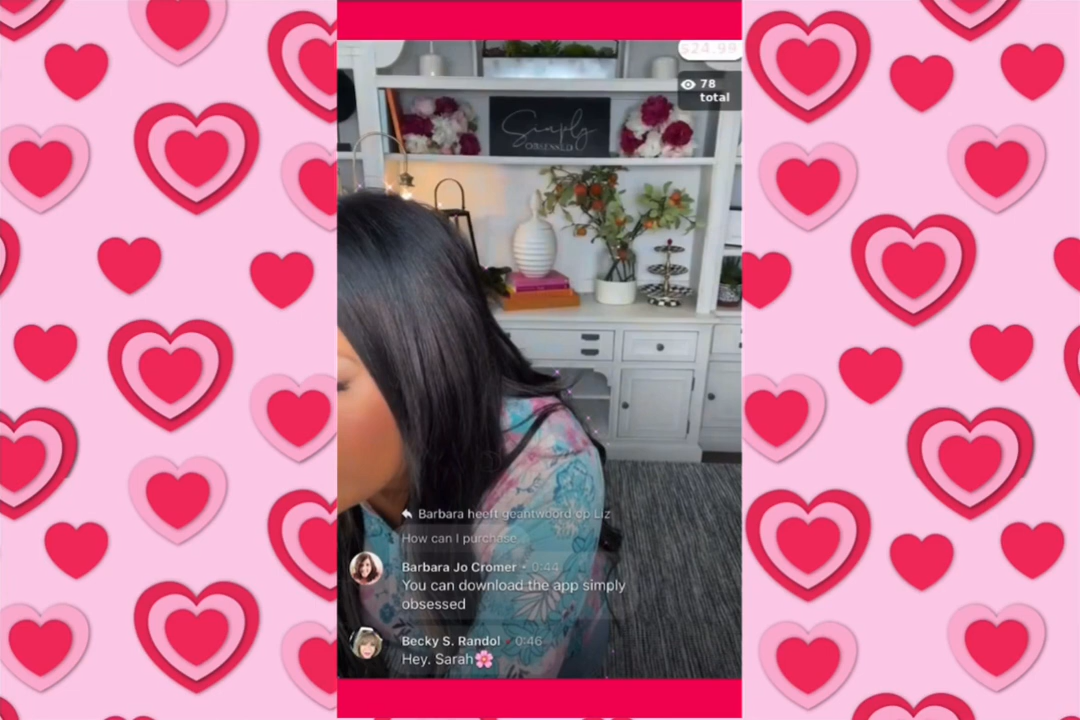 $24.99
78
total
Simply
OBSESSED
Barbara heeft geantwoord op Liz
How can I purchase...
Barbara Jo Cromer • 0:44
You can download the app simply
obsessed
Becky S. Randol • 0:46
Hey. Sarah🌸